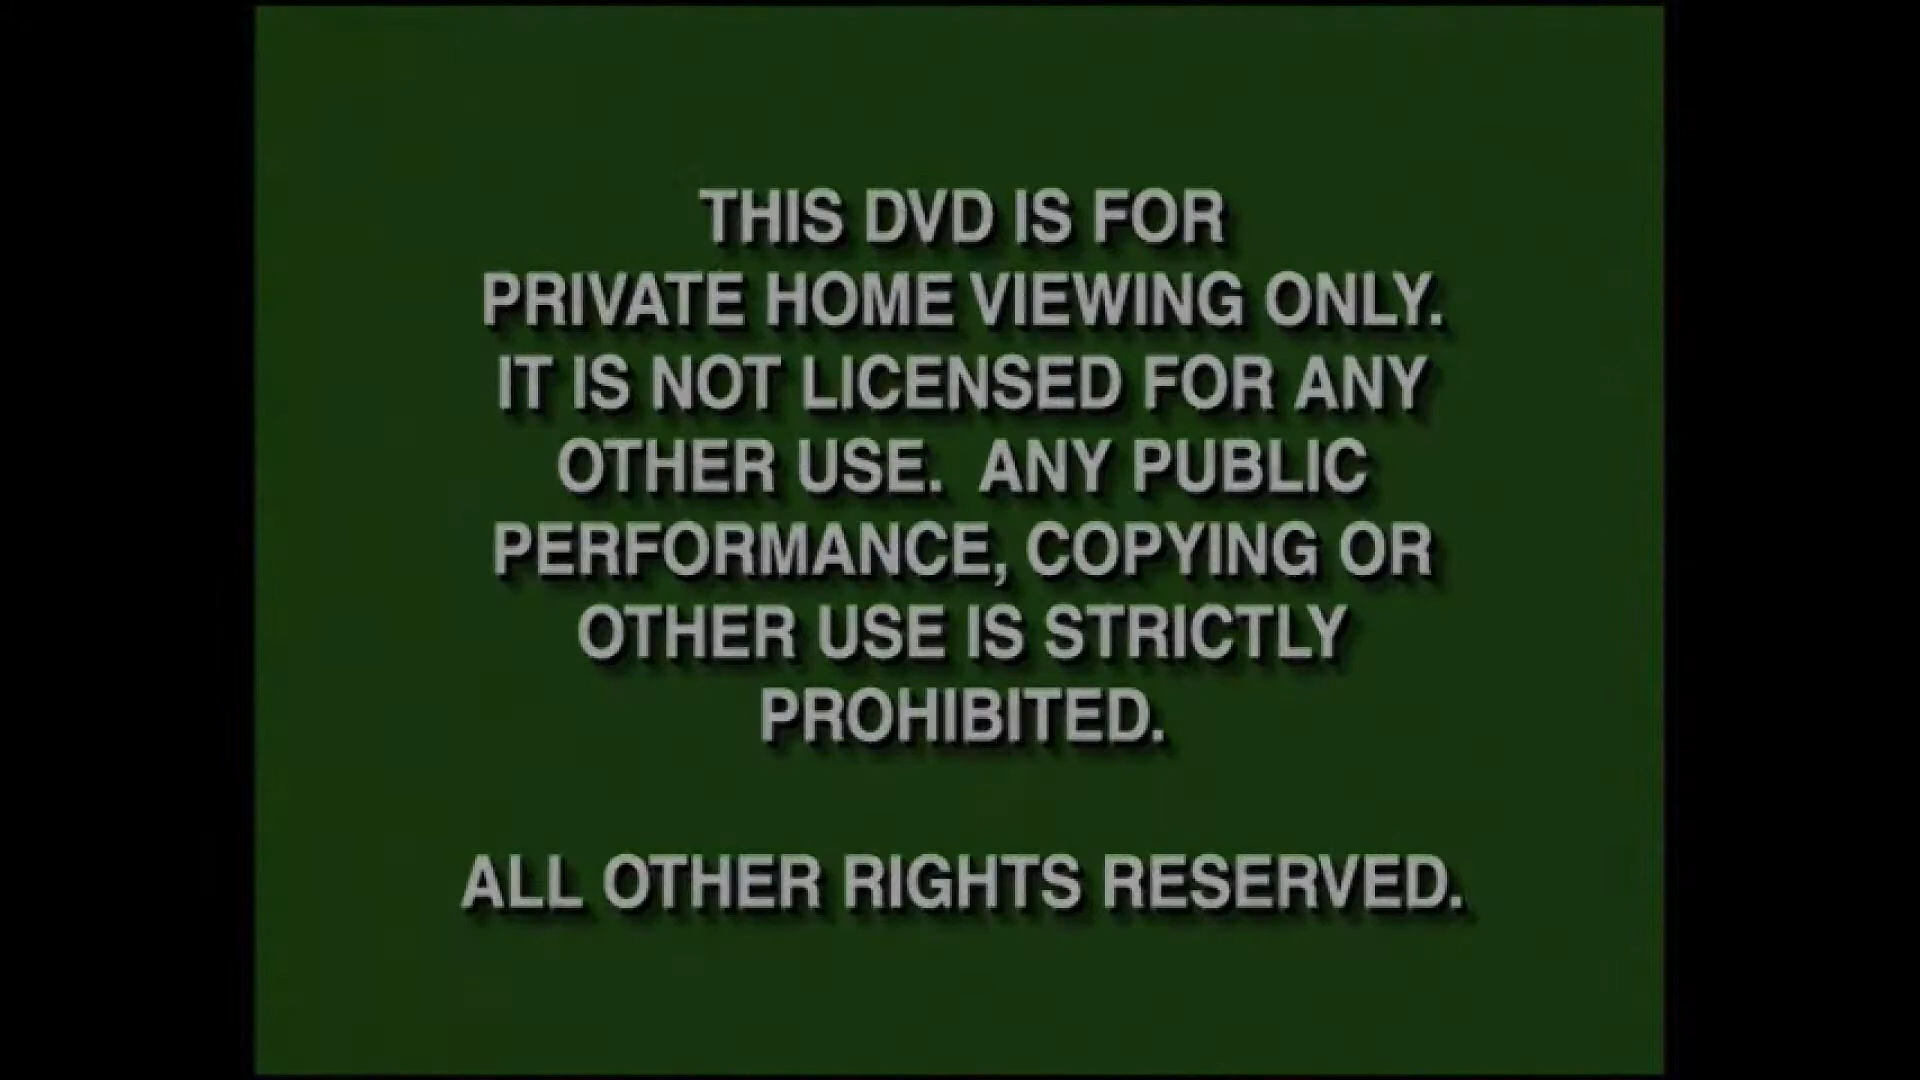 THIS DVD IS FOR
PRIVATE HOME VIEWING ONLY.
IT IS NOT LICENSED FOR ANY
OTHER USE.  ANY PUBLIC
PERFORMANCE, COPYING OR
OTHER USE IS STRICTLY
PROHIBITED.
ALL OTHER RIGHTS RESERVED.